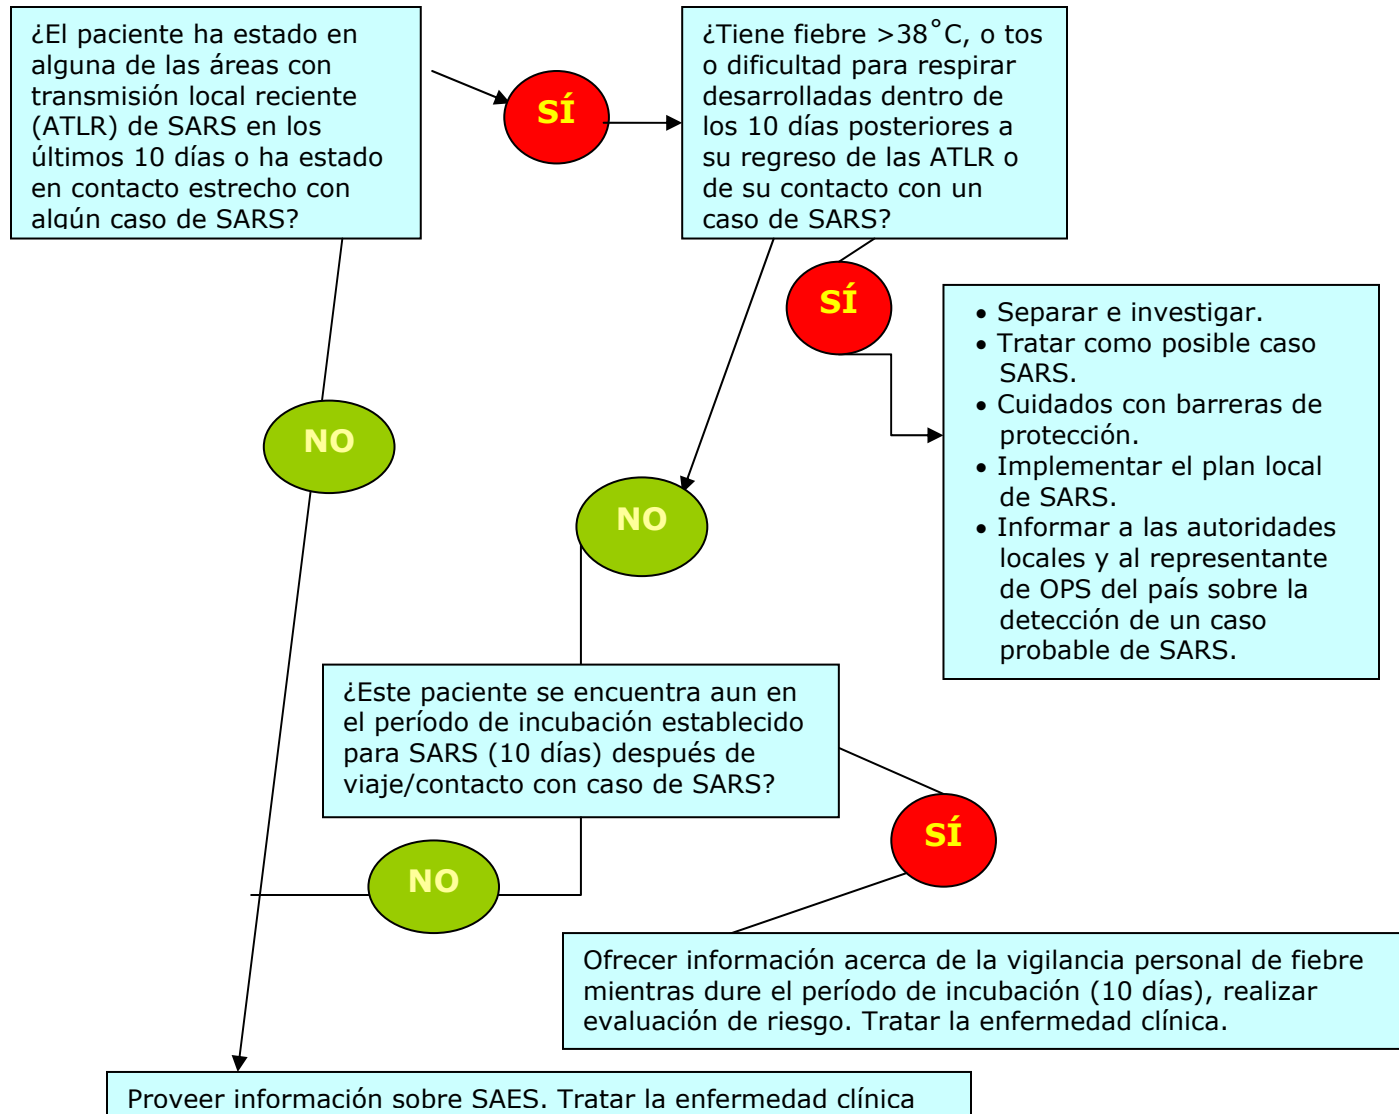 ¿El paciente ha estado en
alguna de las áreas con
transmisión local reciente
(ATLR) de SARS en los
últimos 10 días o ha estado
en contacto estrecho con
algún caso de SARS?
SÍ
¿Tiene fiebre >38˚C, o tos
o dificultad para respirar
desarrolladas dentro de
los 10 días posteriores a
su regreso de las ATLR o
de su contacto con un
caso de SARS?
SÍ
• Separar e investigar.
• Tratar como posible caso
SARS.
• Cuidados con barreras de
protección.
• Implementar el plan local
de SARS.
• Informar a las autoridades
locales y al representante
de OPS del país sobre la
detección de un caso
probable de SARS.
NO
NO
¿Este paciente se encuentra aun en
el período de incubación establecido
para SARS (10 días) después de
viaje/contacto con caso de SARS?
SÍ
NO
Ofrecer información acerca de la vigilancia personal de fiebre
mientras dure el período de incubación (10 días), realizar
evaluación de riesgo. Tratar la enfermedad clínica.
Proveer información sobre SAES. Tratar la enfermedad clínica